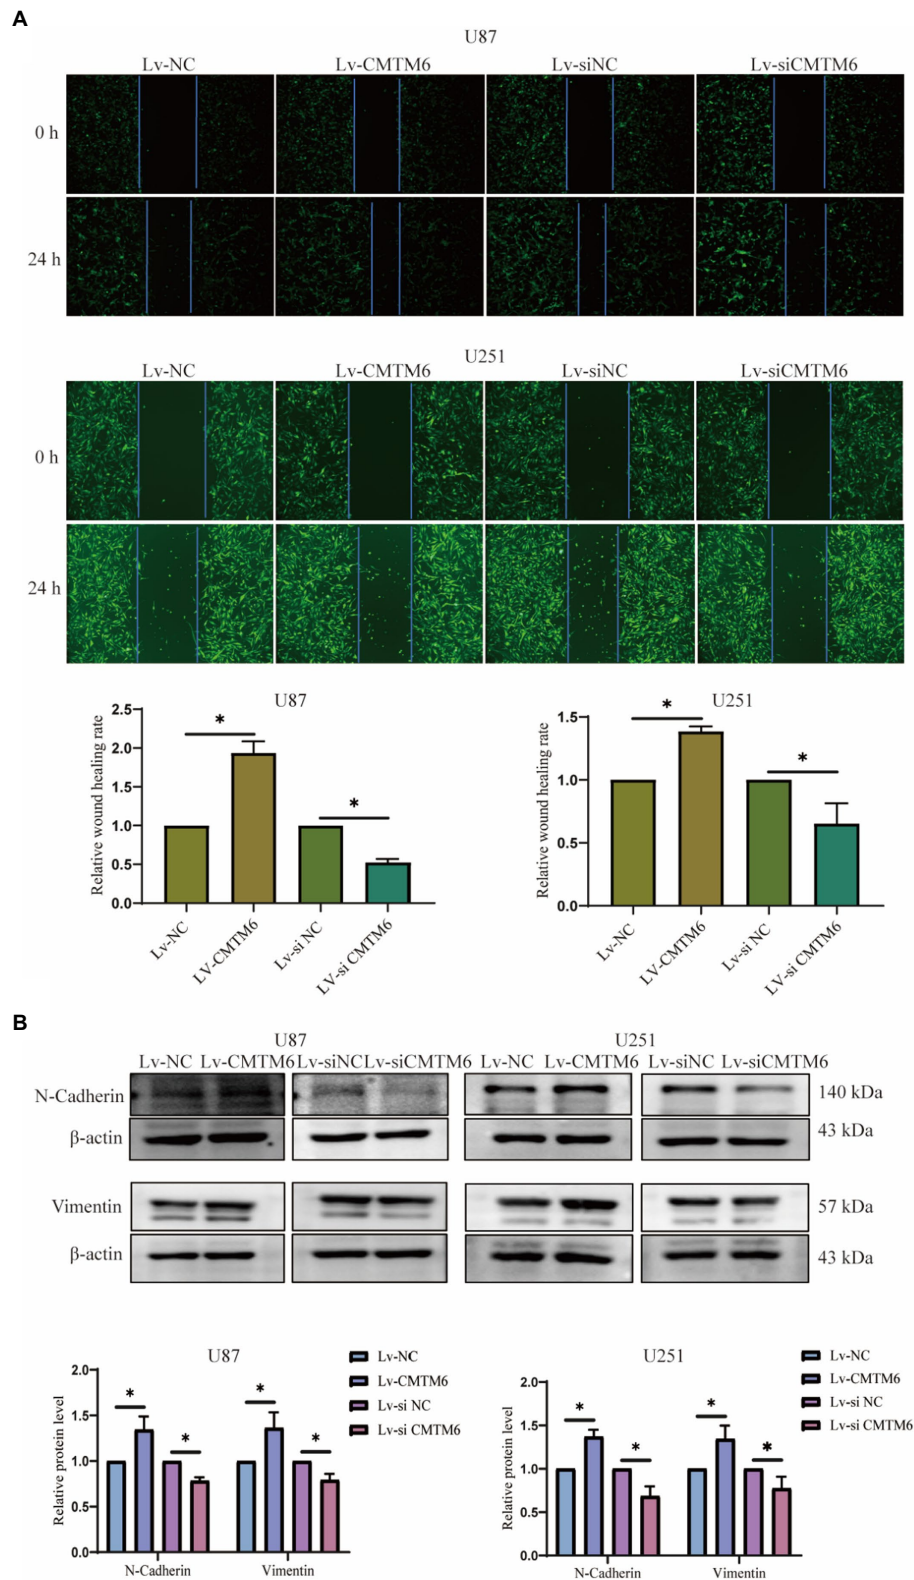 A
U87
Lv-NC Lv-CMTM6 Lv-siNC Lv-siCMTM6
0 h
24 h
U251
Lv-NC Lv-CMTM6 Lv-siNC Lv-siCMTM6
0 h
24 h
U87
Relative wound healing rate
2.5
2.0
1.5
1.0
0.5
0.0
* *
Lv-NC LV-CMTM6 Lv-si NC LV-si CMTM6
U251
Relative wound healing rate
1.5
1.0
0.5
0.0
* *
Lv-NC LV-CMTM6 Lv-si NC LV-si CMTM6
B
U87 U251
Lv-NC Lv-CMTM6 Lv-siNC Lv-siCMTM6 Lv-NC Lv-CMTM6 Lv-siNC Lv-siCMTM6
N-Cadherin 140 kDa
β-actin 43 kDa
Vimentin 57 kDa
β-actin 43 kDa
U87
Relative protein level
2.0
1.5
1.0
0.5
0.0
* * * *
N-Cadherin Vimentin
Lv-NC
Lv-CMTM6
Lv-si NC
Lv-si CMTM6
U251
Relative protein level
2.0
1.5
1.0
0.5
0.0
* * * *
N-Cadherin Vimentin
Lv-NC
Lv-CMTM6
Lv-si NC
Lv-si CMTM6